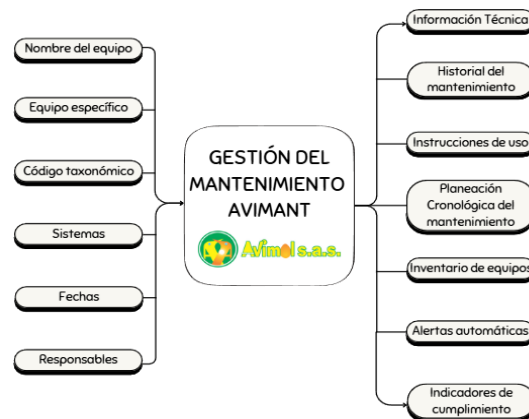 Nombre del equipo
Equipo específico
Código taxonómico
Sistemas
Fechas
Responsables
GESTIÓN DEL
MANTENIMIENTO
AVIMANT
Avimol s.a.s.
Información Técnica
Historial del
mantenimiento
Instrucciones de uso
Planeación
Cronológica del
mantenimiento
Inventario de equipos
Alertas automáticas
Indicadores de
cumplimiento